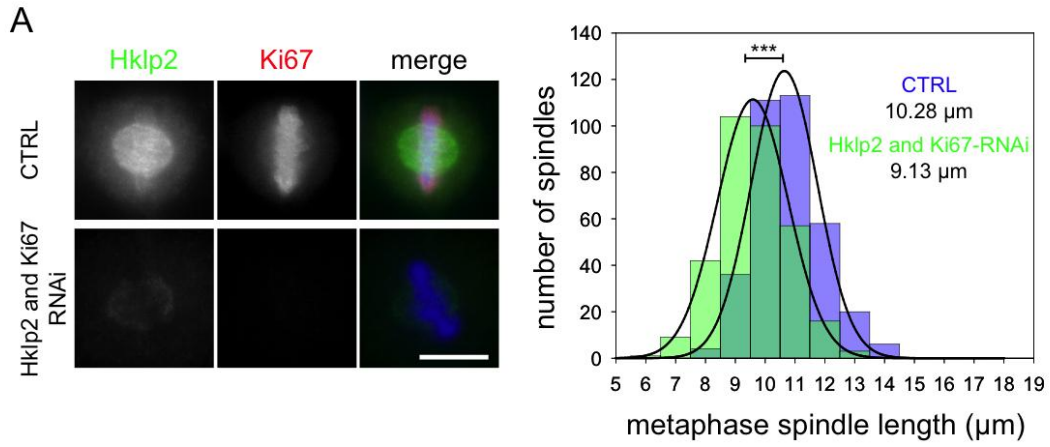 A
Hklp2 Ki67 merge
CTRL
Hklp2 and Ki67
RNAi
number of spindles
140
120
100
80
60
40
20
0
***
CTRL
10.28 µm
Hklp2 and Ki67-RNAi
9.13 µm
5 6 7 8 9 10 11 12 13 14 15 16 17 18 19
metaphase spindle length (µm)